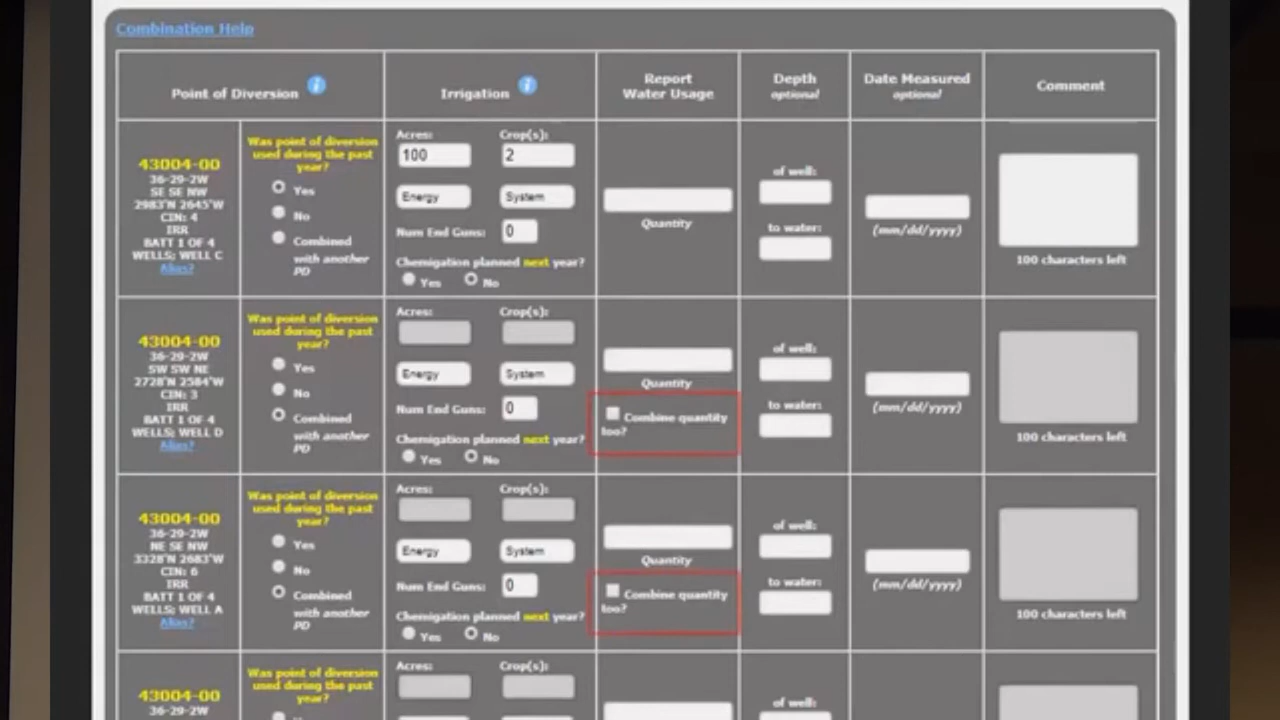 Combination Help
Point of Diversion
Irrigation
Report
Water Usage
Depth
optional
Date Measured
optional
Comment
43004-00
36-29-2W
SE SE NW
2983'N 2645'W
CIN: 4
IRR
BATT 1 OF 4
WELLS; WELL C
Alias?
Was point of diversion
used during the past
year?
Yes
No
Combined
with another
PD
Acres:
Crop(s):
100
2
Energy
System
Num End Guns:
0
Chemigation planned next year?
Yes
No
Quantity
of well:
to water:
(mm/dd/yyyy)
100 characters left
43004-00
36-29-2W
SW SW NE
2728'N 2584'W
CIN: 3
IRR
BATT 1 OF 4
WELLS; WELL D
Alias?
Was point of diversion
used during the past
year?
Yes
No
Combined
with another
PD
Acres:
Crop(s):
Energy
System
Num End Guns:
0
Chemigation planned next year?
Yes
No
Quantity
Combine quantity
too?
of well:
to water:
(mm/dd/yyyy)
100 characters left
43004-00
36-29-2W
NE SE NW
3328'N 2683'W
CIN: 6
IRR
BATT 1 OF 4
WELLS; WELL A
Alias?
Was point of diversion
used during the past
year?
Yes
No
Combined
with another
PD
Acres:
Crop(s):
Energy
System
Num End Guns:
0
Chemigation planned next year?
Yes
No
Quantity
Combine quantity
too?
of well:
to water:
(mm/dd/yyyy)
100 characters left
43004-00
36-29-2W
Was point of diversion
used during the past
year?
Acres:
Crop(s):
of well: